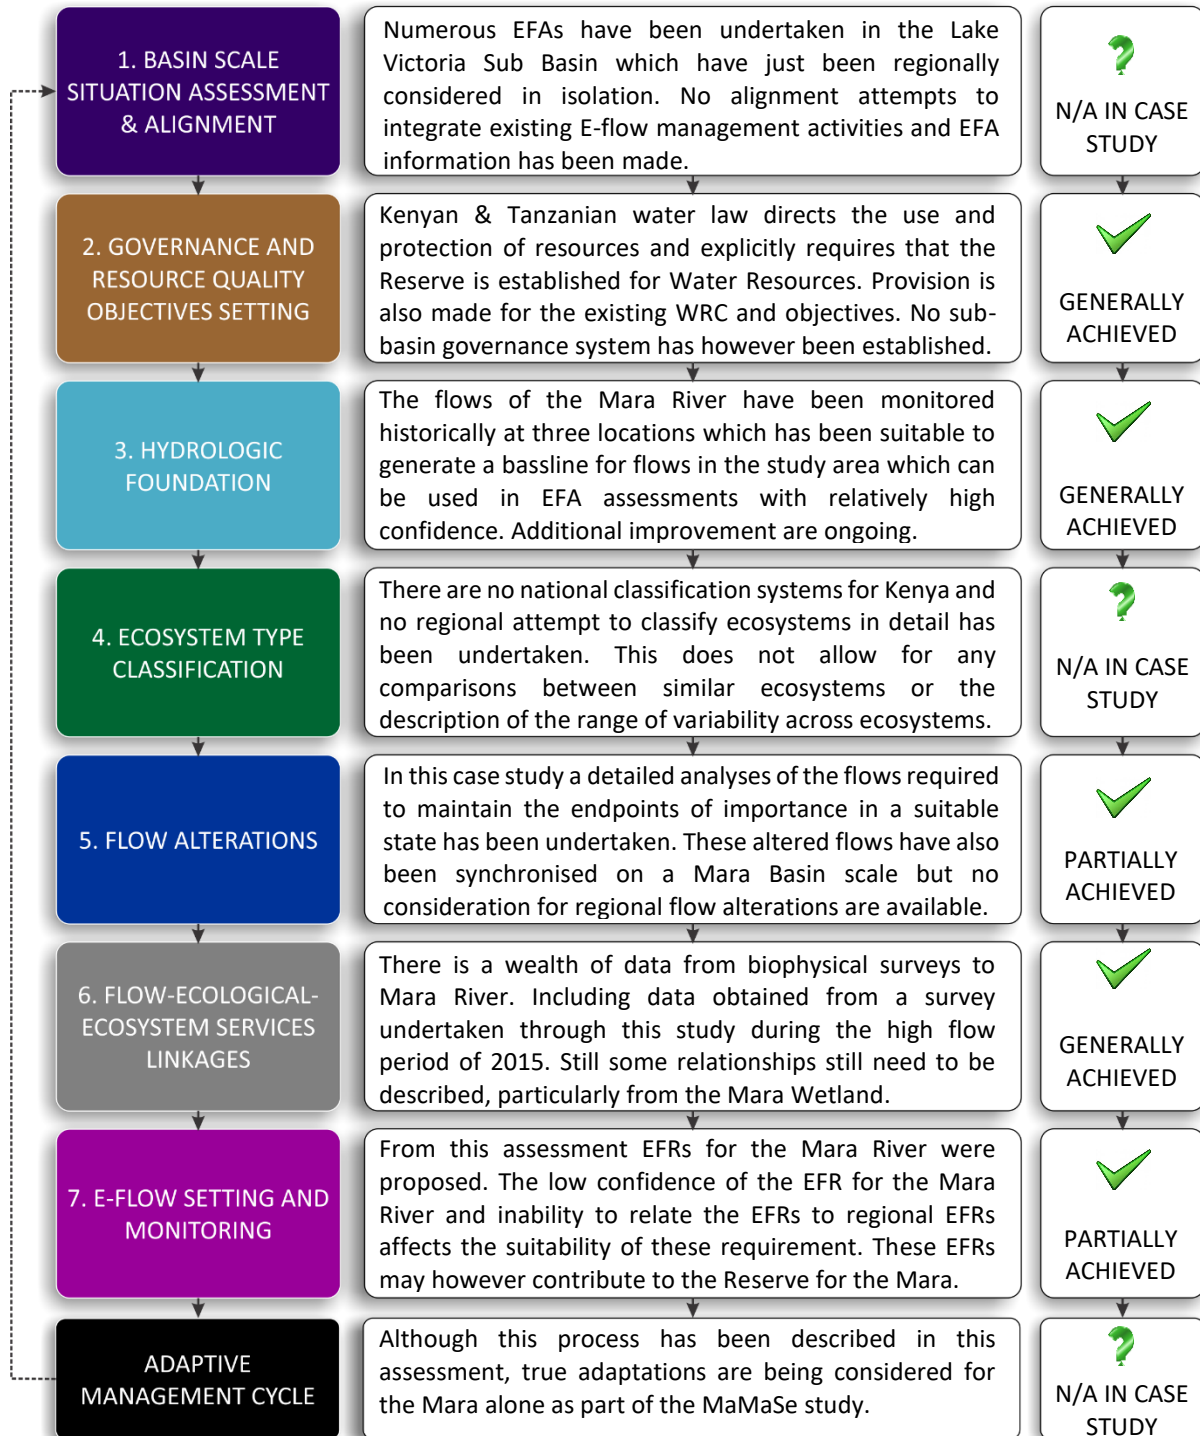 1. BASIN SCALE
SITUATION ASSESSMENT
& ALIGNMENT
Numerous EFAs have been undertaken in the Lake
Victoria Sub Basin which have just been regionally
considered in isolation. No alignment attempts to
integrate existing E-flow management activities and EFA
information has been made.
N/A IN CASE
STUDY
2. GOVERNANCE AND
RESOURCE QUALITY
OBJECTIVES SETTING
Kenyan & Tanzanian water law directs the use and
protection of resources and explicitly requires that the
Reserve is established for Water Resources. Provision is
also made for the existing WRC and objectives. No sub-
basin governance system has however been established.
GENERALLY
ACHIEVED
3. HYDROLOGIC
FOUNDATION
The flows of the Mara River have been monitored
historically at three locations which has been suitable to
generate a bassline for flows in the study area which can
be used in EFA assessments with relatively high
confidence. Additional improvement are ongoing.
GENERALLY
ACHIEVED
4. ECOSYSTEM TYPE
CLASSIFICATION
There are no national classification systems for Kenya and
no regional attempt to classify ecosystems in detail has
been undertaken. This does not allow for any
comparisons between similar ecosystems or the
description of the range of variability across ecosystems.
N/A IN CASE
STUDY
5. FLOW ALTERATIONS
In this case study a detailed analyses of the flows required
to maintain the endpoints of importance in a suitable
state has been undertaken. These altered flows have also
been synchronised on a Mara Basin scale but no
consideration for regional flow alterations are available.
PARTIALLY
ACHIEVED
6. FLOW-ECOLOGICAL-
ECOSYSTEM SERVICES
LINKAGES
There is a wealth of data from biophysical surveys to
Mara River. Including data obtained from a survey
undertaken through this study during the high flow
period of 2015. Still some relationships still need to be
described, particularly from the Mara Wetland.
GENERALLY
ACHIEVED
7. E-FLOW SETTING AND
MONITORING
From this assessment EFRs for the Mara River were
proposed. The low confidence of the EFR for the Mara
River and inability to relate the EFRs to regional EFRs
affects the suitability of these requirement. These EFRs
may however contribute to the Reserve for the Mara.
PARTIALLY
ACHIEVED
ADAPTIVE
MANAGEMENT CYCLE
Although this process has been described in this
assessment, true adaptations are being considered for
the Mara alone as part of the MaMaSe study.
N/A IN CASE
STUDY